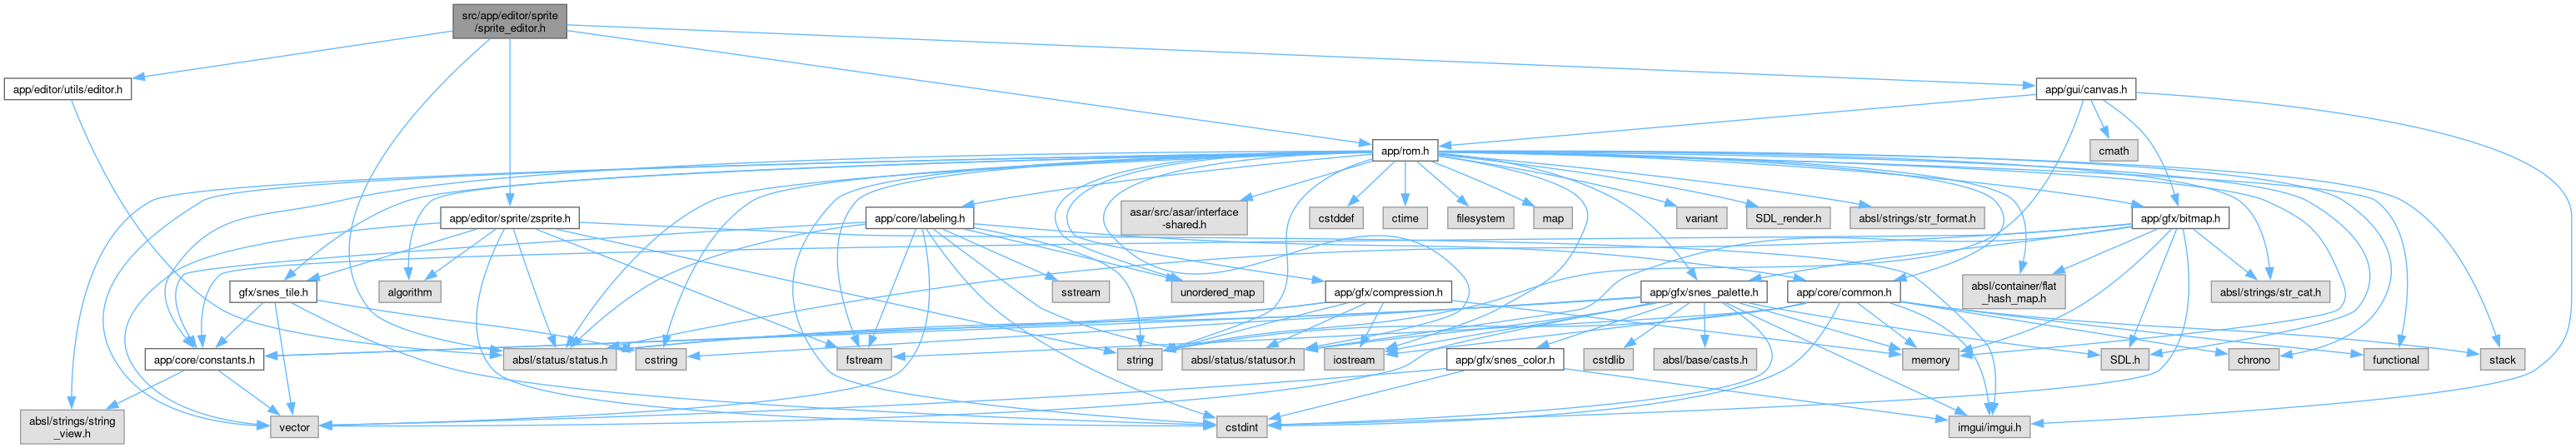 src/app/editor/sprite
/sprite_editor.h
app/editor/utils/editor.h
app/gui/canvas.h
app/rom.h
cmath
app/editor/sprite/zsprite.h
app/core/labeling.h
asar/src/asar/interface
-shared.h
cstddef
ctime
filesystem
map
variant
SDL_render.h
absl/strings/str_format.h
app/gfx/bitmap.h
gfx/snes_tile.h
algorithm
sstream
unordered_map
app/gfx/compression.h
app/gfx/snes_palette.h
app/core/common.h
absl/container/flat
_hash_map.h
absl/strings/str_cat.h
app/core/constants.h
absl/status/status.h
cstring
fstream
string
absl/status/statusor.h
iostream
app/gfx/snes_color.h
cstdlib
absl/base/casts.h
memory
SDL.h
chrono
functional
stack
absl/strings/string
_view.h
vector
cstdint
imgui/imgui.h